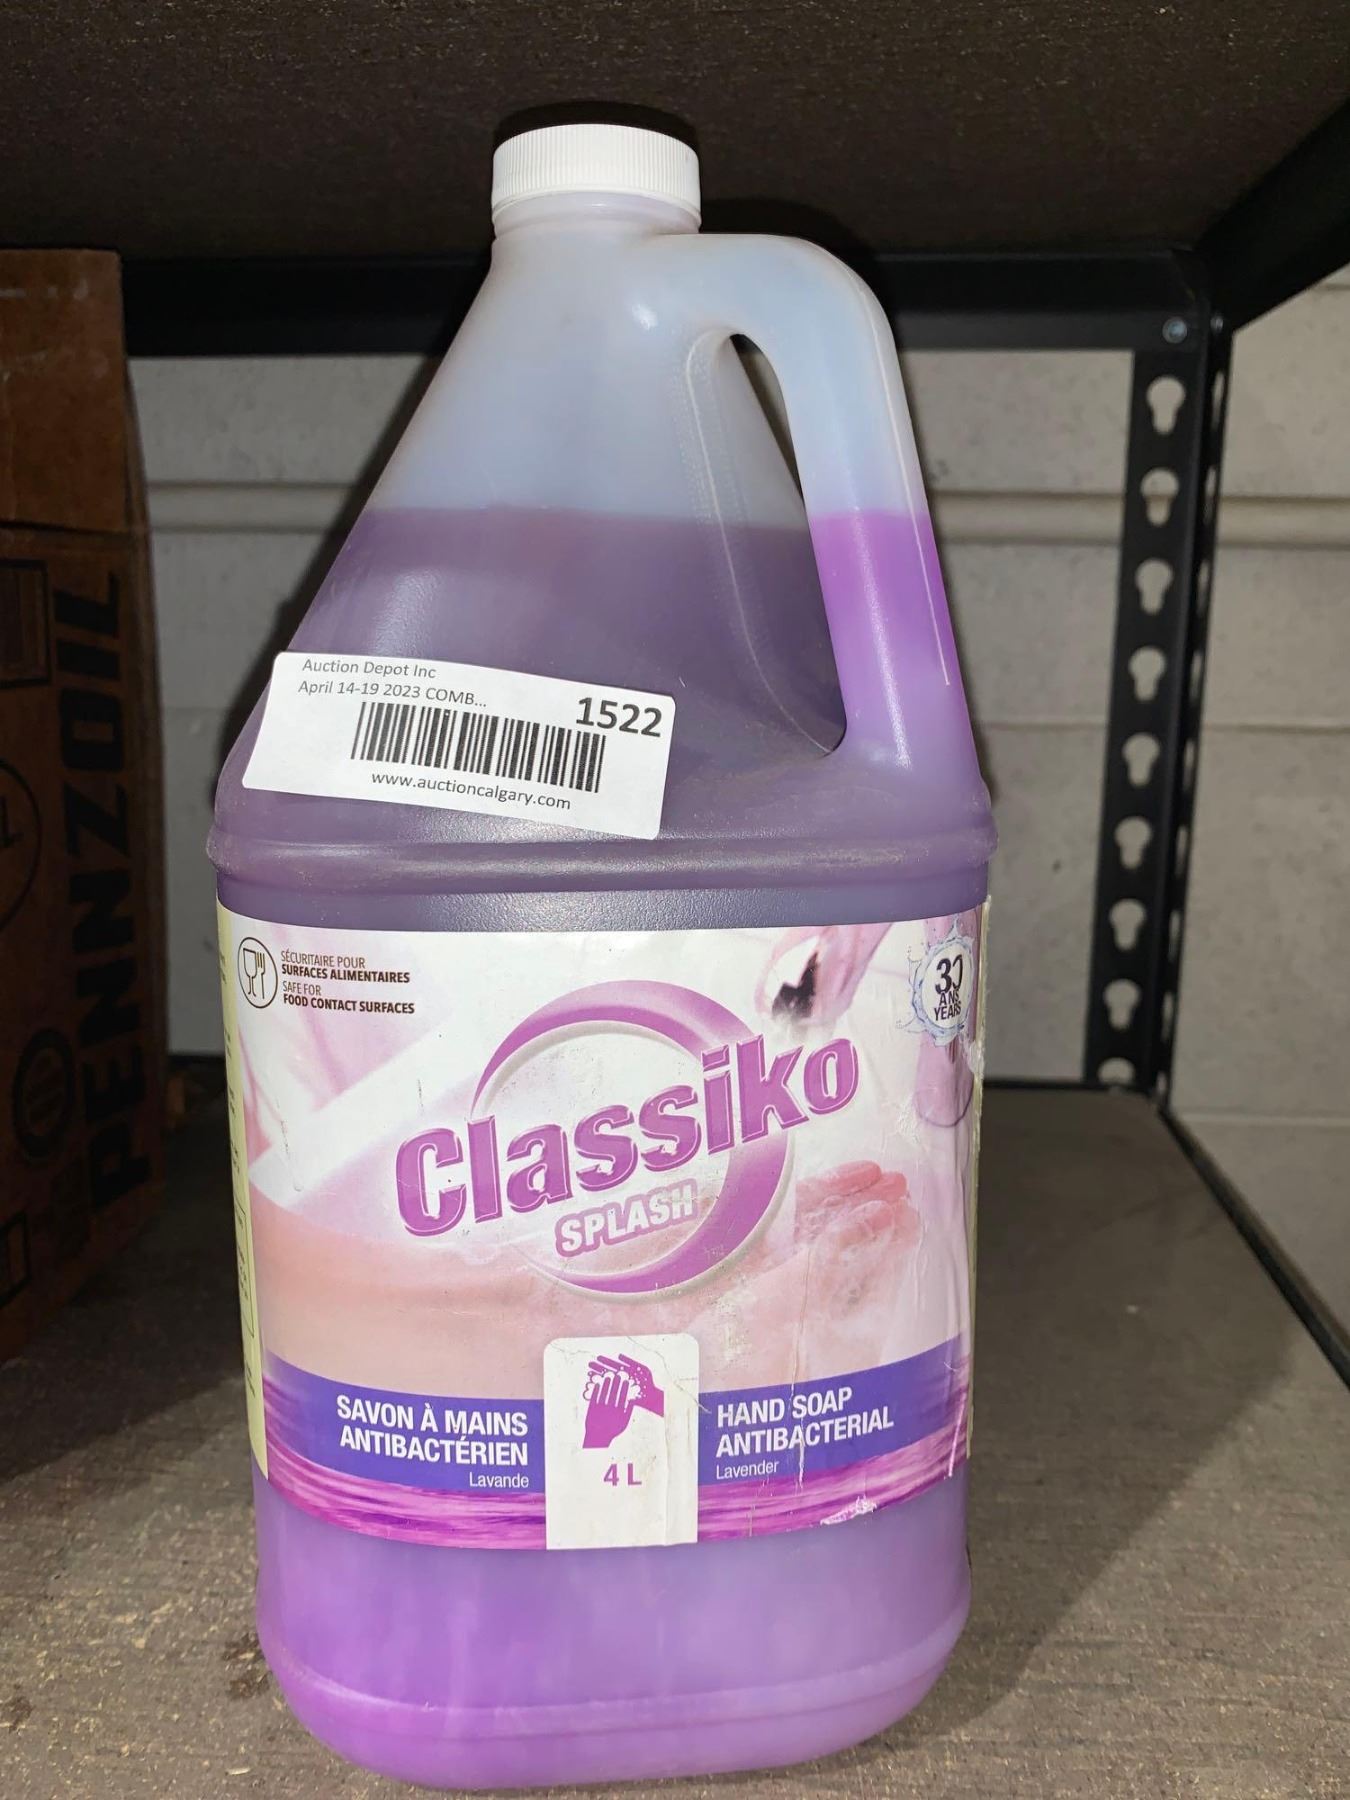 Auction Depot Inc
April 14-19 2023 COMB...
1522
www.auctioncalgary.com
PENNZOIL
SÉCURITAIRE POUR
SURFACES ALIMENTAIRES
SAFE FOR
FOOD CONTACT SURFACES
30
ANS
YEARS
Classiko
SPLASH
SAVON À MAINS
ANTIBACTÉRIEN
Lavande
4 L
HAND SOAP
ANTIBACTERIAL
Lavender